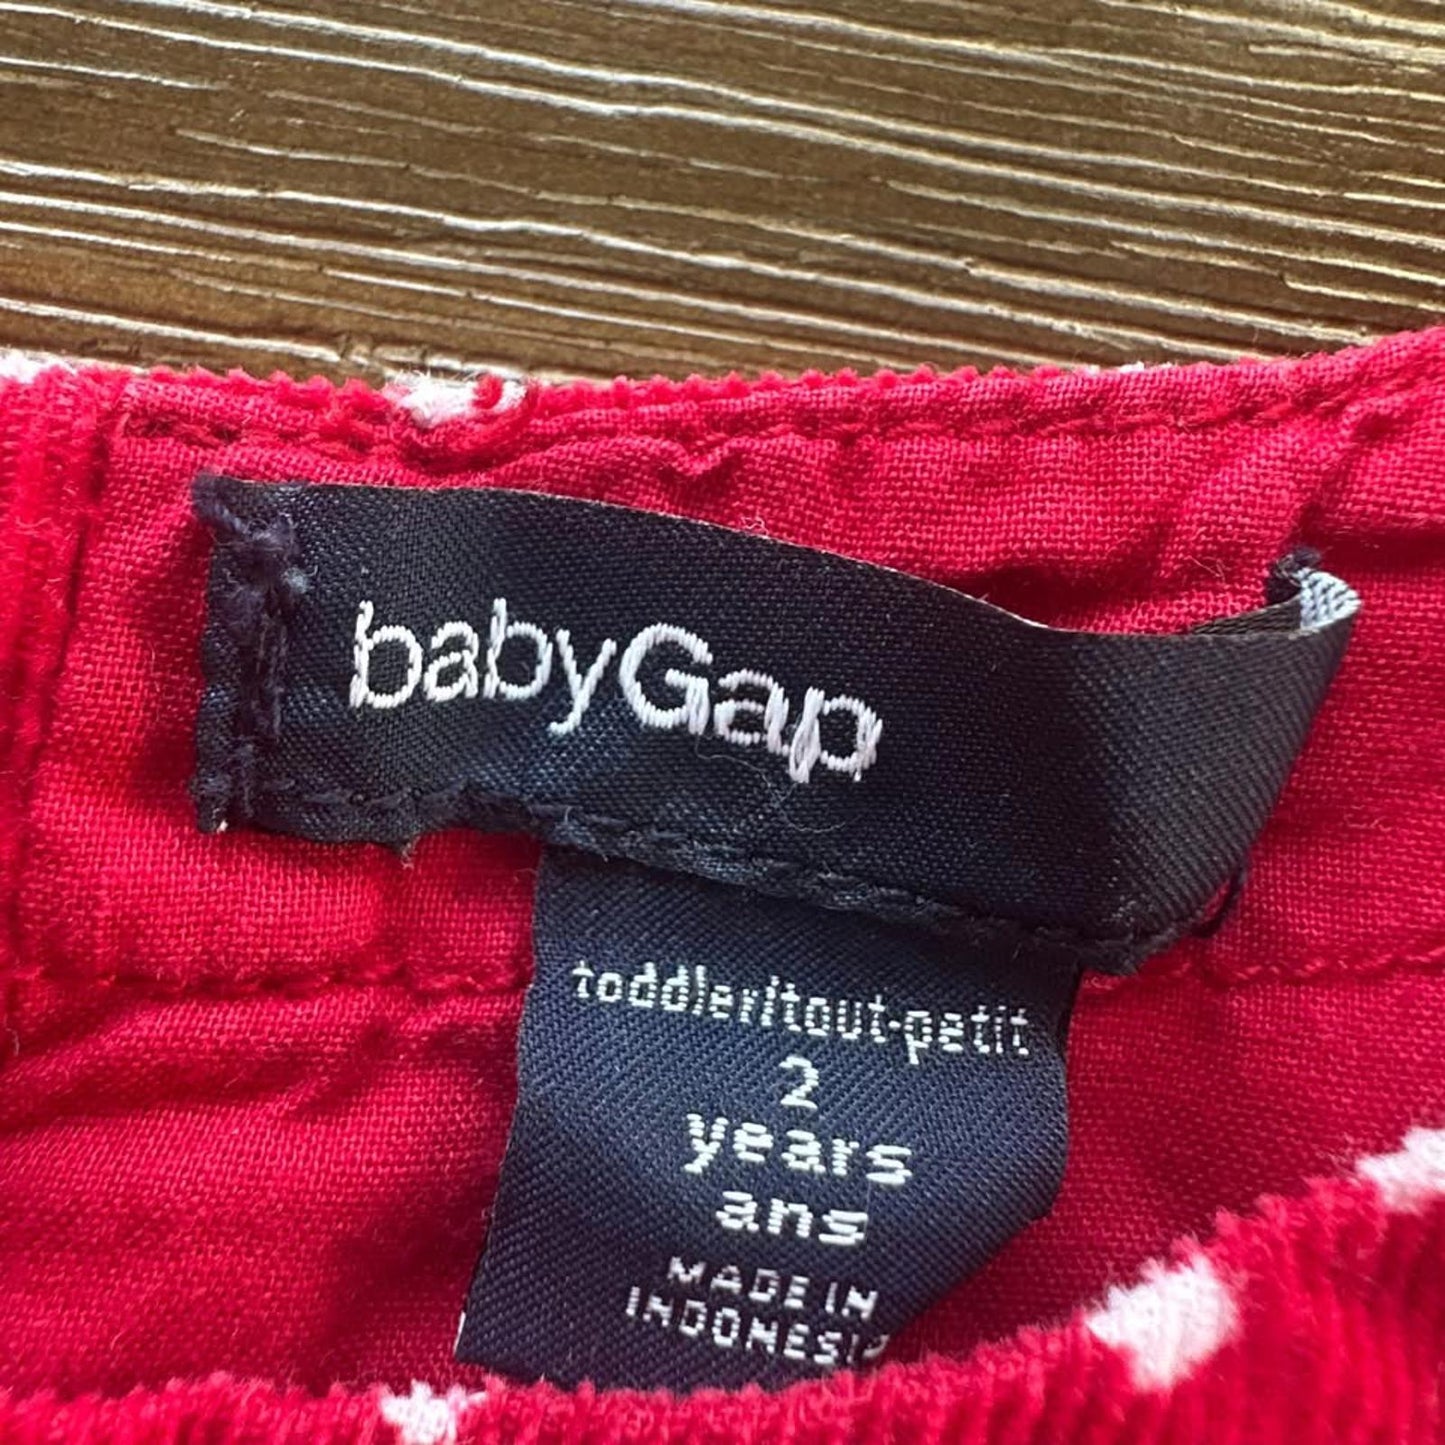 babyGap
toddler/tout-petit
2
years
ans
MADE IN
INDONESIA